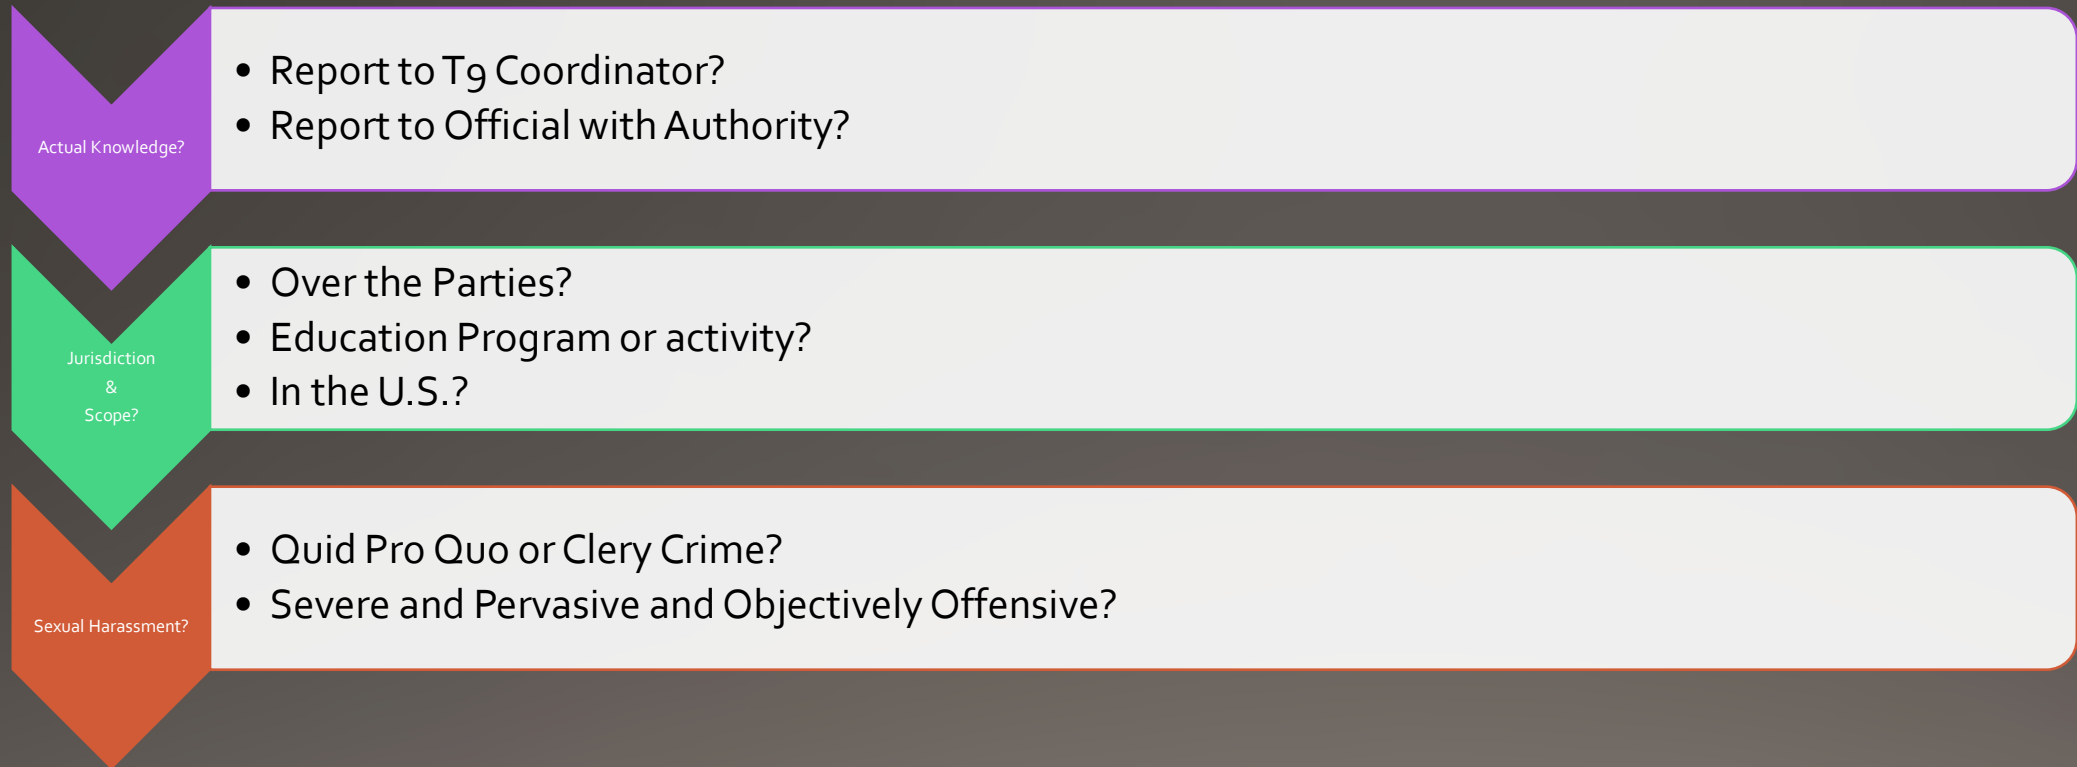 Actual Knowledge?
• Report to T9 Coordinator?
• Report to Official with Authority?
Jurisdiction
&
Scope?
• Over the Parties?
• Education Program or activity?
• In the U.S.?
Sexual Harassment?
• Quid Pro Quo or Clery Crime?
• Severe and Pervasive and Objectively Offensive?